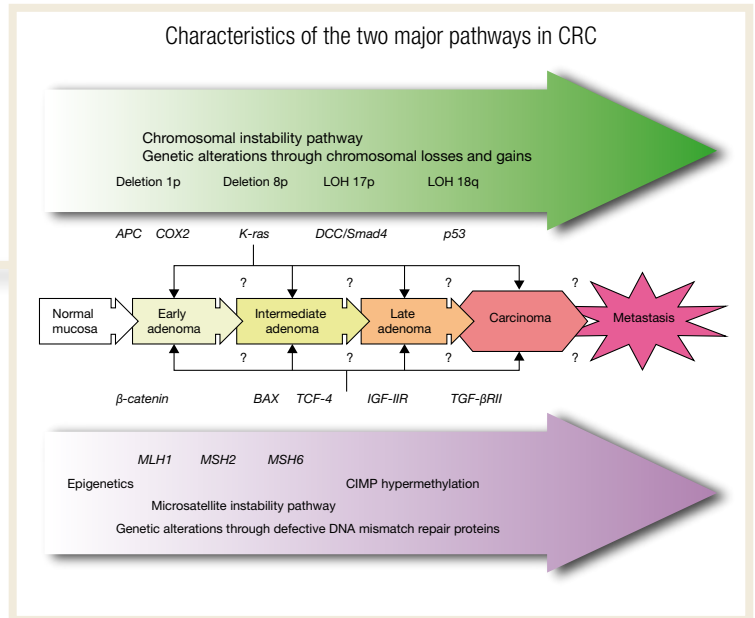 Characteristics of the two major pathways in CRC
Chromosomal instability pathway
Genetic alterations through chromosomal losses and gains
Deletion 1p Deletion 8p LOH 17p LOH 18q
APC COX2 K-ras DCC/Smad4 p53
? ? ? ?
Normal mucosa
Early adenoma
Intermediate adenoma
Late adenoma
Carcinoma
Metastasis
? ? ? ?
β-catenin BAX TCF-4 IGF-IIR TGF-βRII
MLH1 MSH2 MSH6
Epigenetics CIMP hypermethylation
Microsatellite instability pathway
Genetic alterations through defective DNA mismatch repair proteins